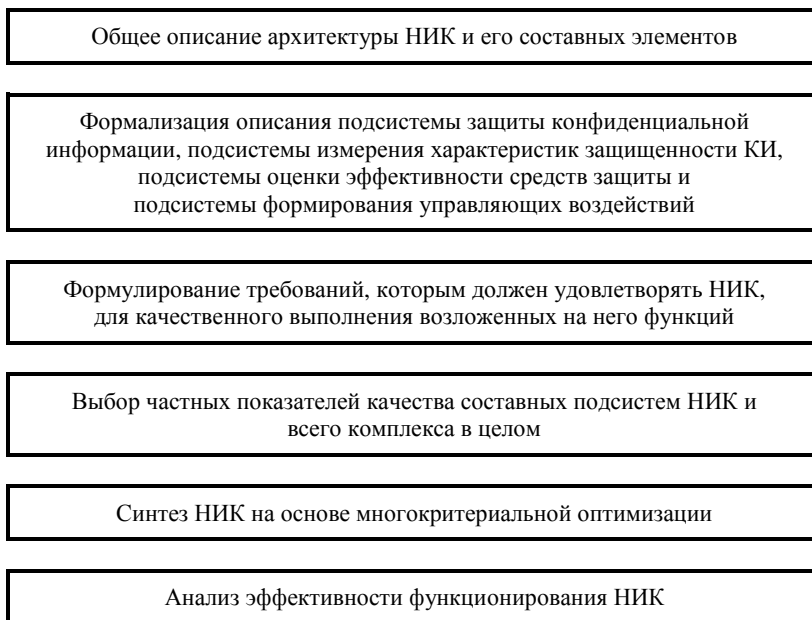 Общее описание архитектуры НИК и его составных элементов
Формализация описания подсистемы защиты конфиденциальной
информации, подсистемы измерения характеристик защищенности КИ,
подсистемы оценки эффективности средств защиты и
подсистемы формирования управляющих воздействий
Формулирование требований, которым должен удовлетворять НИК,
для качественного выполнения возложенных на него функций
Выбор частных показателей качества составных подсистем НИК и
всего комплекса в целом
Синтез НИК на основе многокритериальной оптимизации
Анализ эффективности функционирования НИК